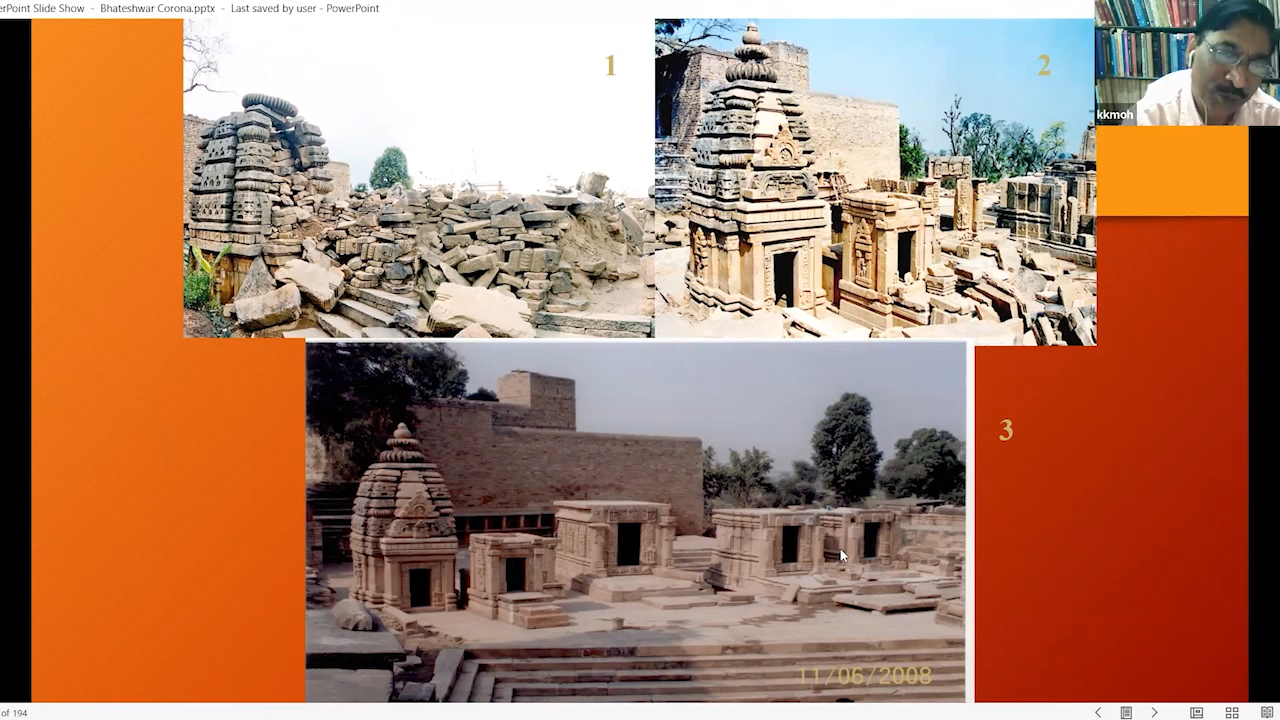 erPoint Slide Show - Bhateshwar Corona.pptx - Last saved by user - PowerPoint
1
2
kkmoh
3
11/06/2008
of 194